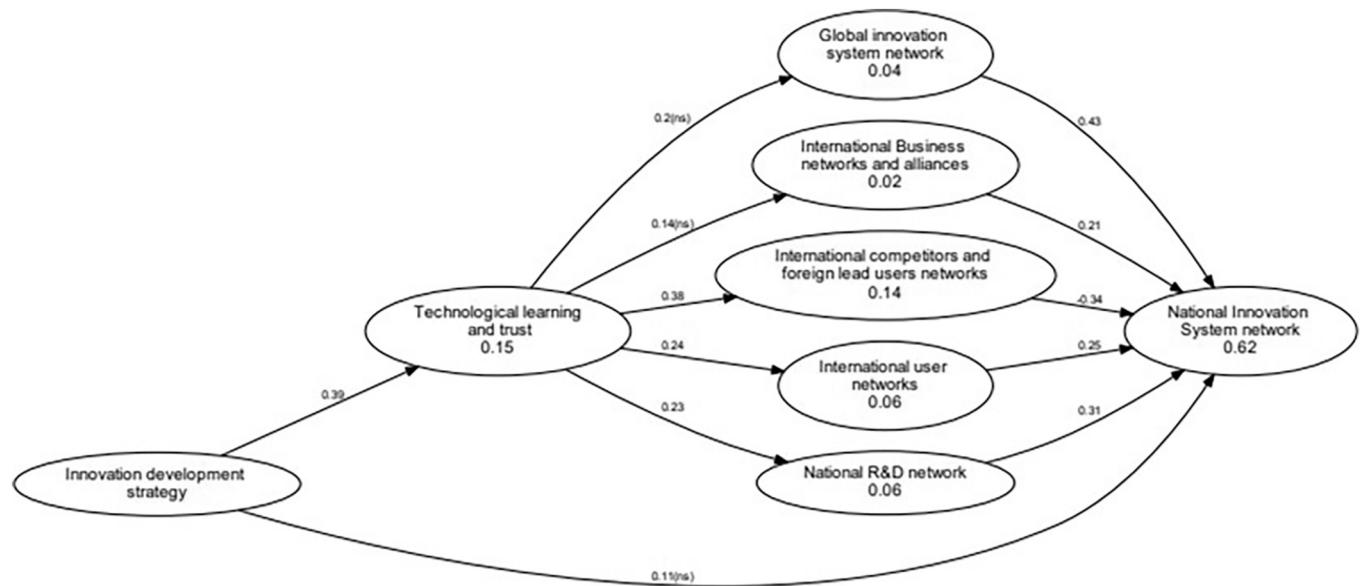 Global innovation
system network
0.04
0.2(ns)
0.43
International Business
networks and alliances
0.02
0.14(ns)
0.21
International competitors and
foreign lead users networks
0.14
0.38
-0.34
Technological learning
and trust
0.15
National Innovation
System network
0.62
0.24
0.25
International user
networks
0.06
0.39
0.23
0.31
National R&D network
0.06
Innovation development
strategy
0.11(ns)